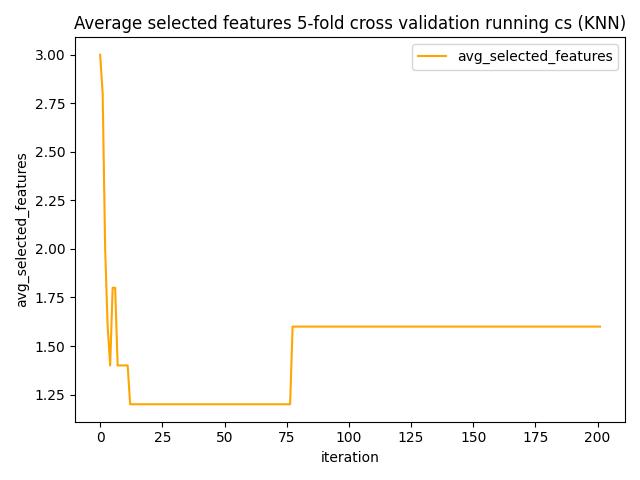 Average selected features 5-fold cross validation running cs (KNN)
avg_selected_features
3.00
2.75
2.50
2.25
2.00
1.75
1.50
1.25
avg_selected_features
0 25 50 75 100 125 150 175 200
iteration